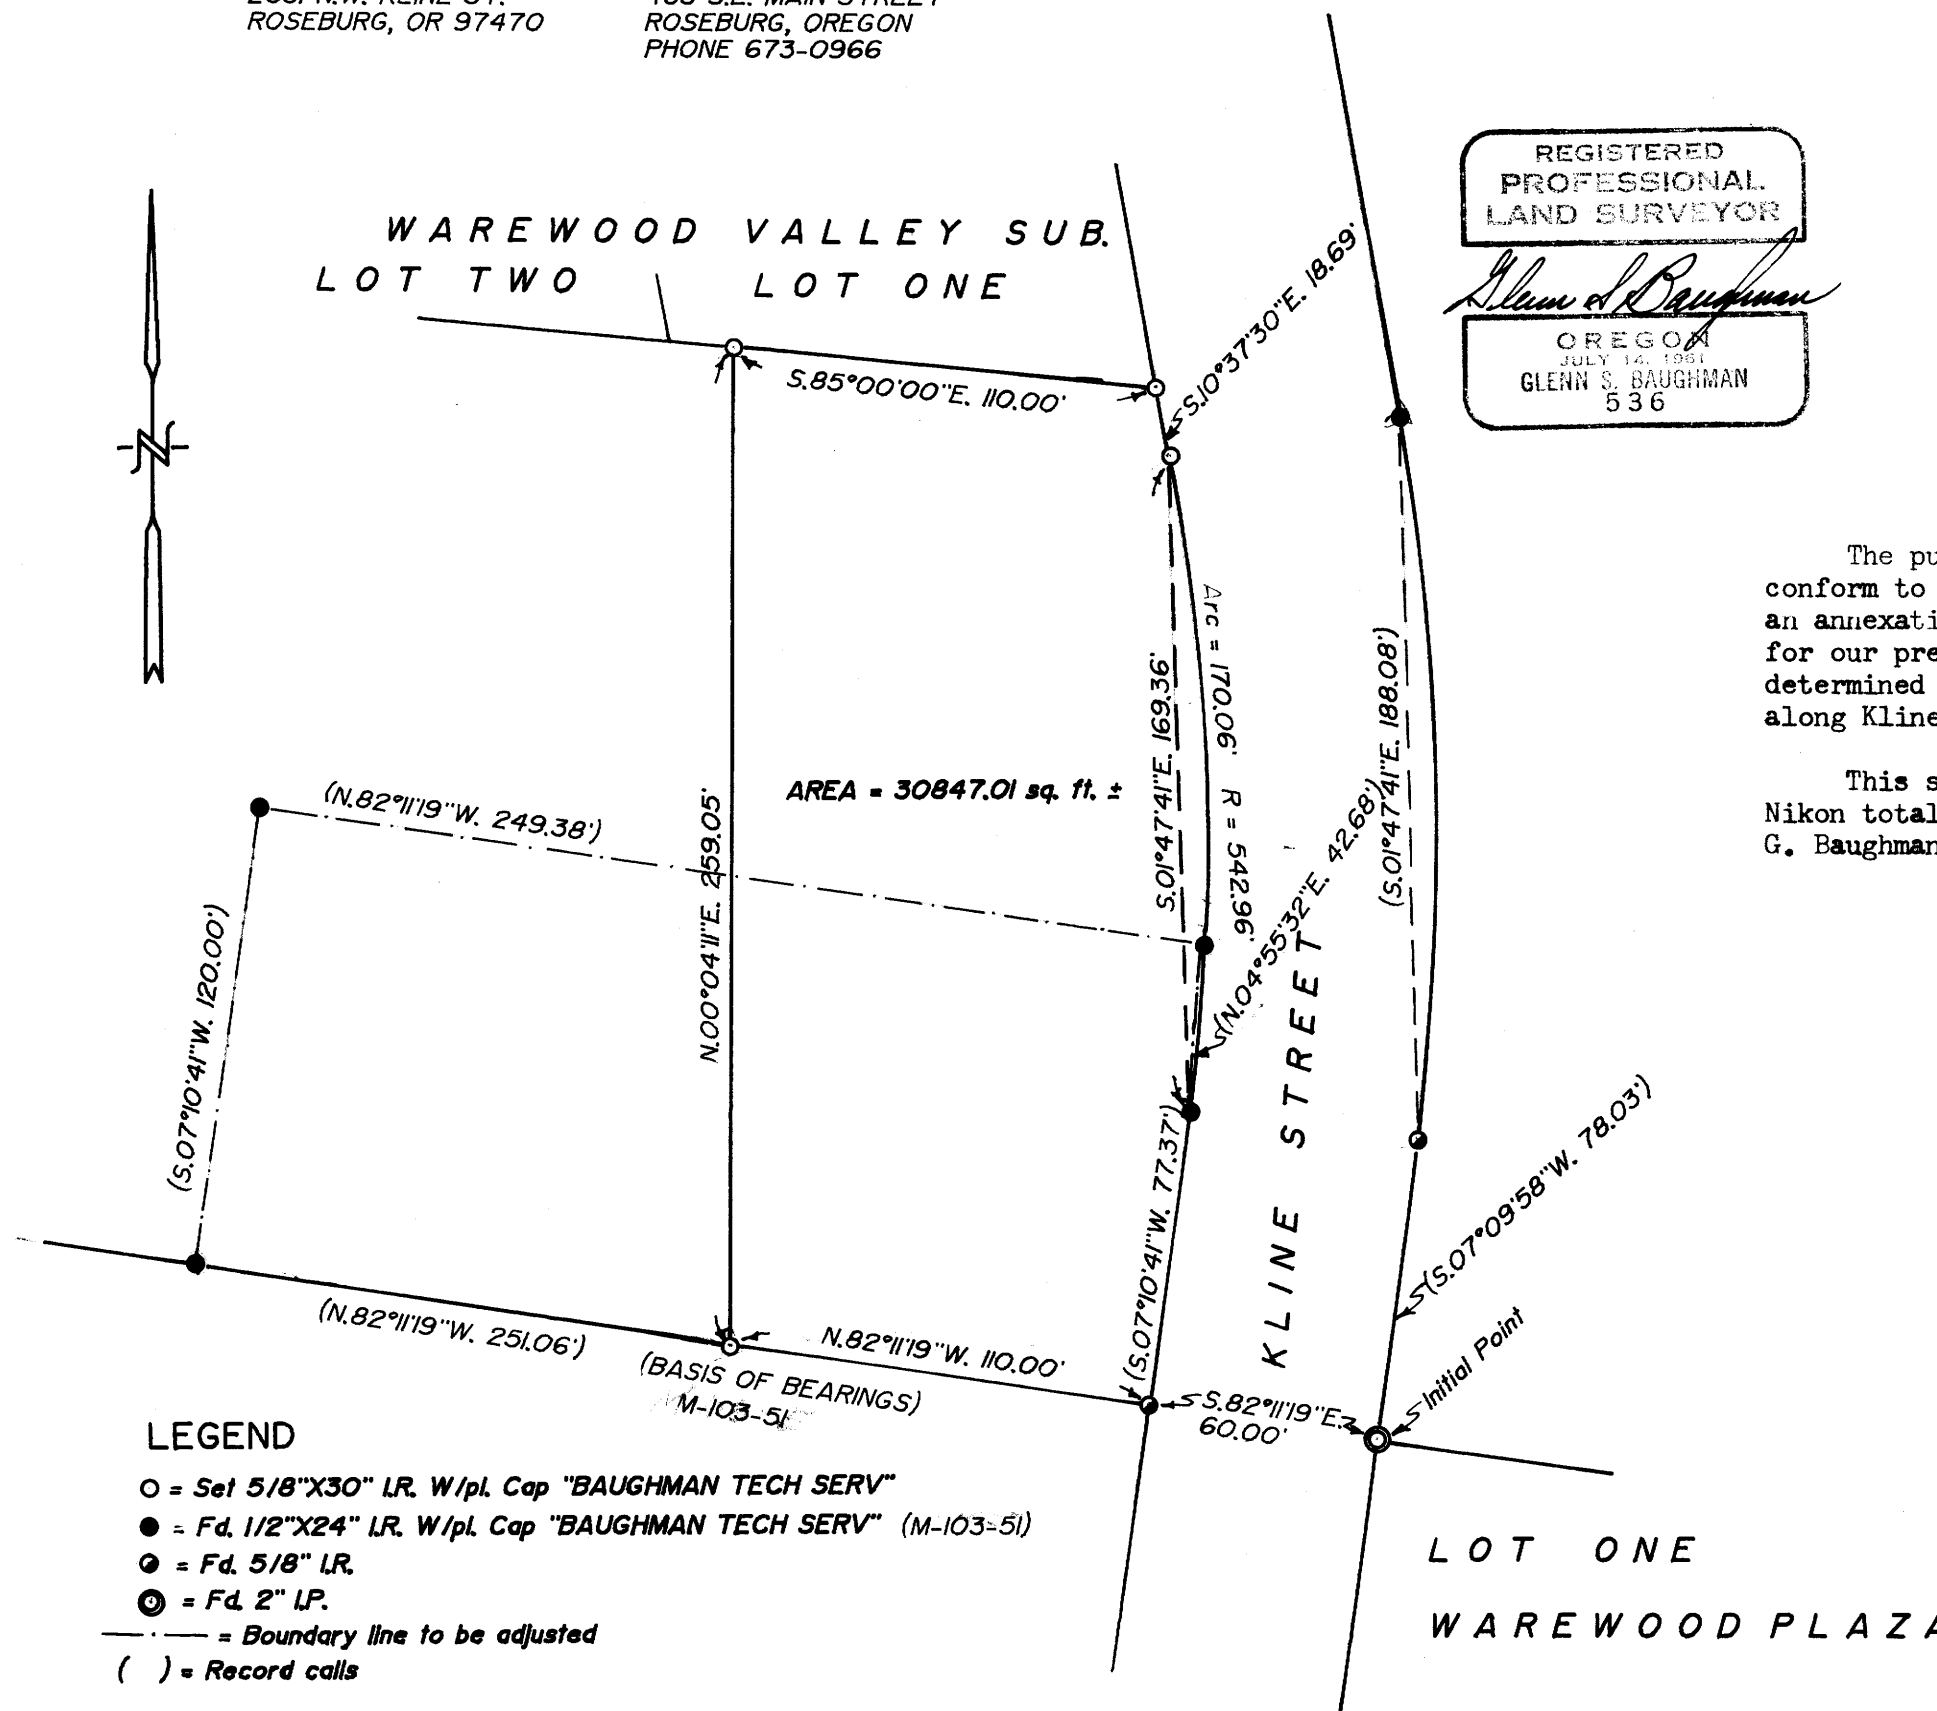 ROSEBURG, OR 97470
ROSEBURG, OREGON
PHONE 673-0966
WAREWOOD VALLEY SUB.
LOT TWO
LOT ONE
S.10°37'30"E. 18.69'
S.85°00'00"E. 110.00'
REGISTERED
PROFESSIONAL
LAND SURVEYOR
Glenn S Baughman
OREGON
JULY 14, 1961
GLENN S. BAUGHMAN
536
N
The pu
conform to
an annexati
for our pre
determined
along Kline
This s
Nikon total
G. Baughman
Arc = 170.06' R = 542.96'
S.01°47'41"E. 169.36'
(S.01°47'41"E. 188.08')
AREA = 30847.01 sq. ft. ±
(N.82°11'19"W. 249.38')
N.00°04'11"E. 259.05'
(N.04°55'32"E. 42.68')
(S.07°10'41"W. 120.00')
KLINE STREET
(S.07°10'41"W. 77.37')
(S.07°09'58"W. 78.03')
Initial Point
(N.82°11'19"W. 251.06')
N.82°11'19"W. 110.00'
(BASIS OF BEARINGS)
M-103-51
S.82°11'19"E.
60.00'
LEGEND
= Set 5/8"X30" I.R. W/pl. Cap "BAUGHMAN TECH SERV"
= Fd. 1/2"X24" I.R. W/pl. Cap "BAUGHMAN TECH SERV" (M-103-51)
= Fd. 5/8" I.R.
= Fd. 2" I.P.
= Boundary line to be adjusted
( ) = Record calls
LOT ONE
WAREWOOD PLAZA